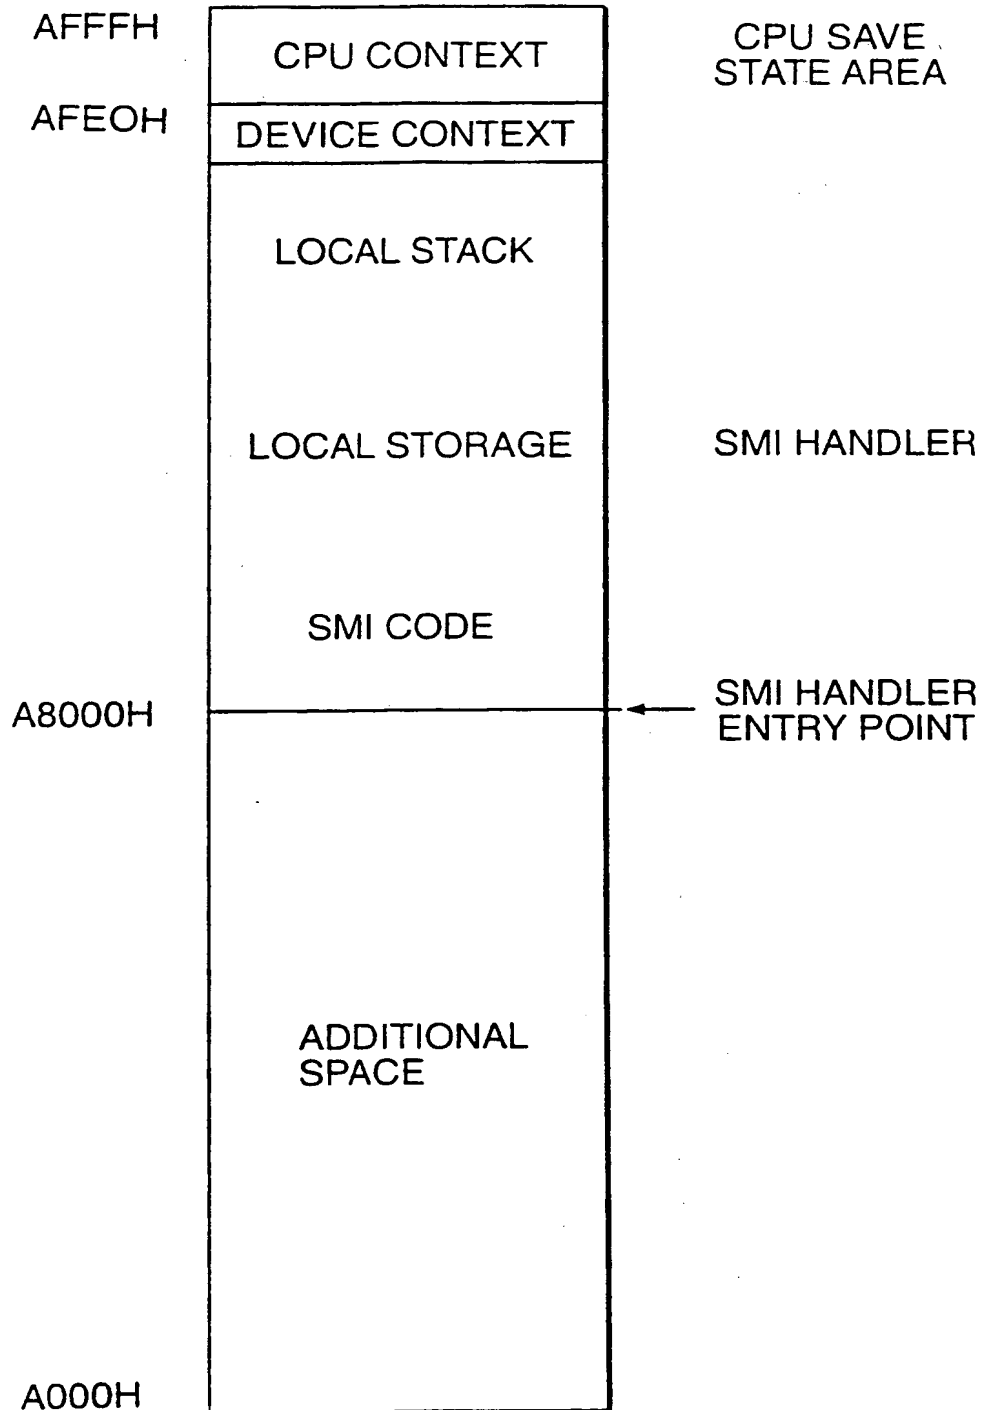 AFFFH
CPU CONTEXT
CPU SAVE
STATE AREA
AFEOH
DEVICE CONTEXT
LOCAL STACK
LOCAL STORAGE
SMI HANDLER
SMI CODE
A8000H
SMI HANDLER
ENTRY POINT
ADDITIONAL
SPACE
A000H